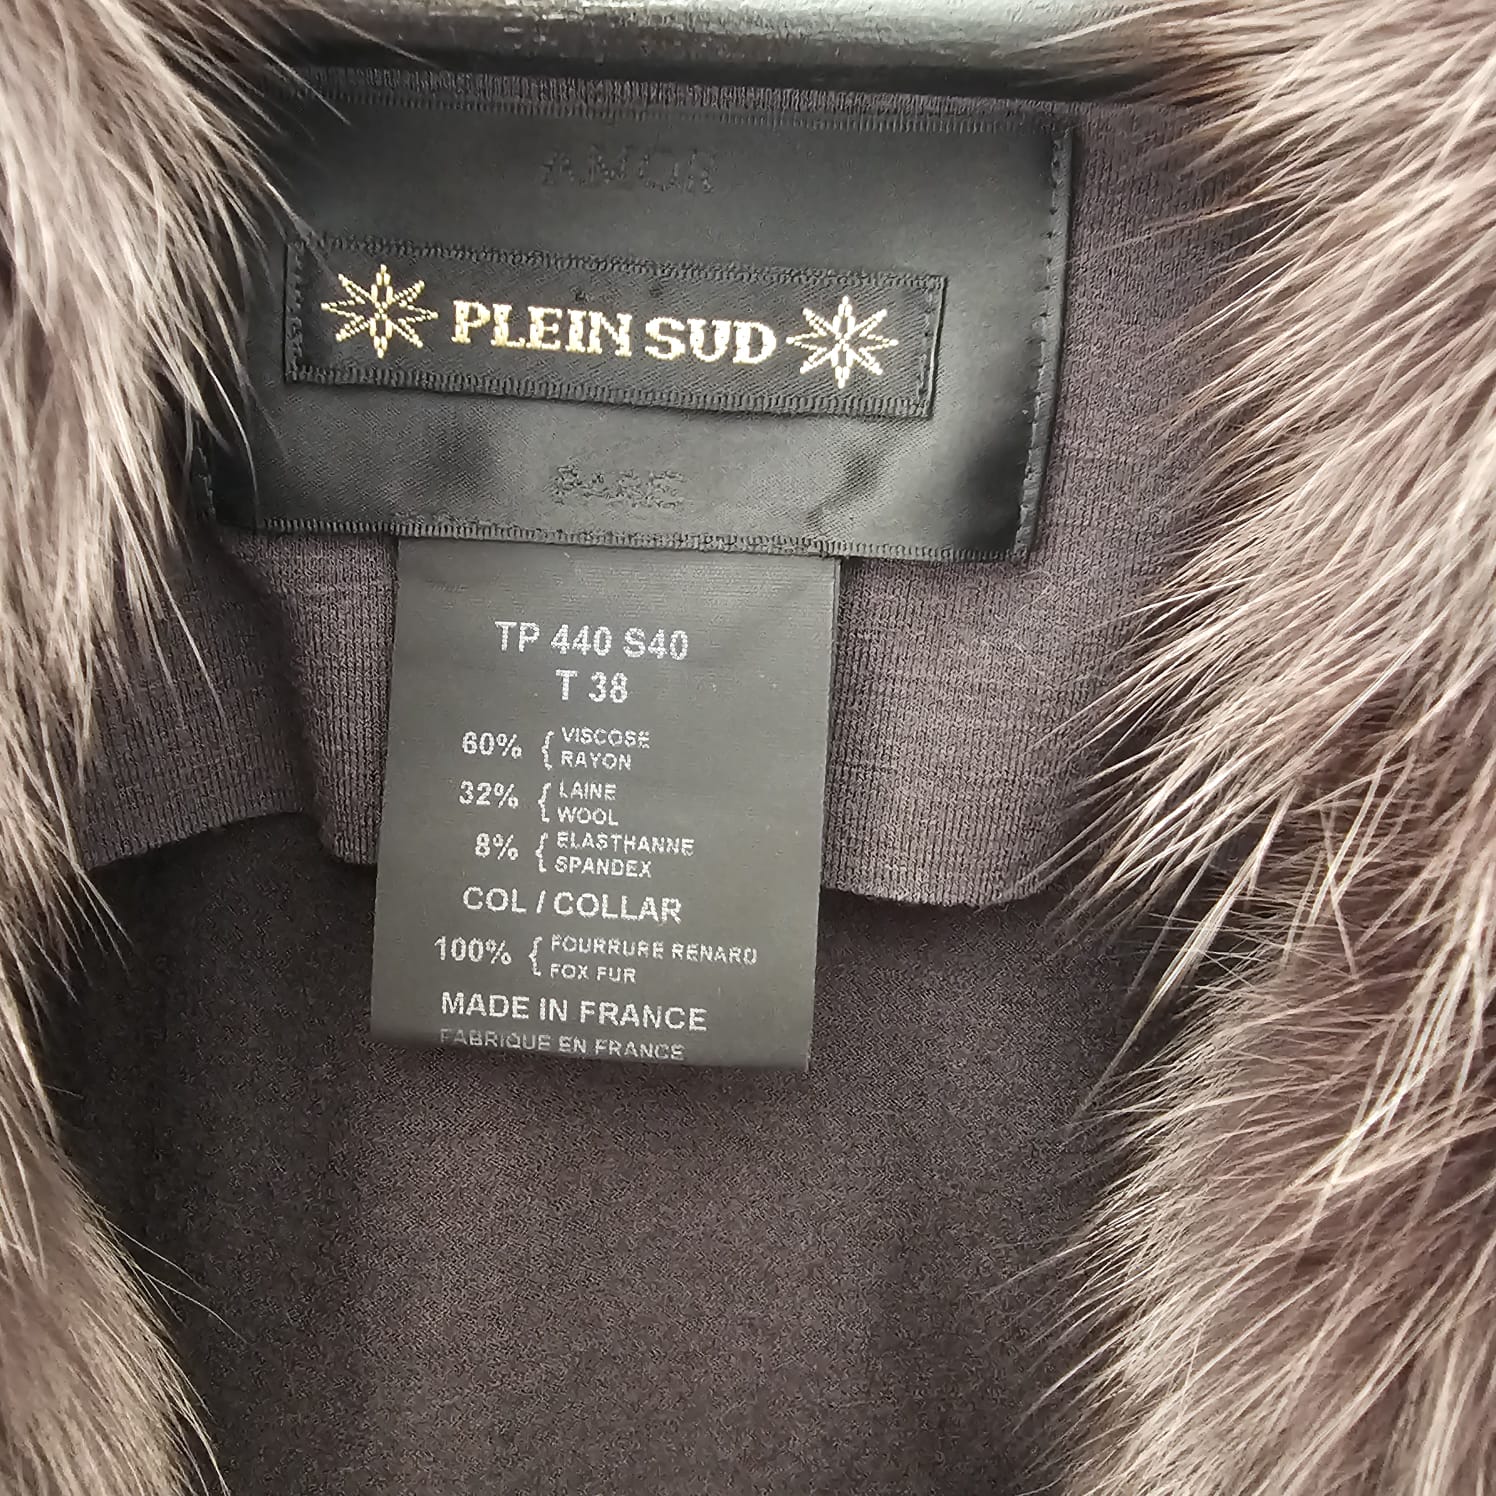 AMOR
PLEIN SUD
TP 440 S40
T 38
60% { VISCOSE
RAYON
32% { LAINE
WOOL
8% { ELASTHANNE
SPANDEX
COL / COLLAR
100% { FOURRURE RENARD
FOX FUR
MADE IN FRANCE
FABRIQUE EN FRANCE